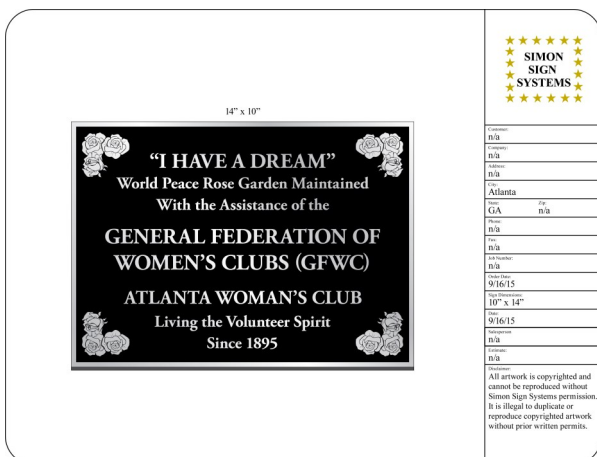 14” x 10”
“I HAVE A DREAM”
World Peace Rose Garden Maintained
With the Assistance of the
GENERAL FEDERATION OF
WOMEN’S CLUBS (GFWC)
ATLANTA WOMAN’S CLUB
Living the Volunteer Spirit
Since 1895
SIMON
SIGN
SYSTEMS
Customer:
n/a
Company:
n/a
Address:
n/a
City:
Atlanta
State: Zip:
GA n/a
Phone:
n/a
Fax:
n/a
Job Number:
n/a
Order Date:
9/16/15
Sign Dimensions:
10” x 14”
Date:
9/16/15
Salesperson
n/a
Estimate:
n/a
Disclaimer:
All artwork is copyrighted and
cannot be reproduced without
Simon Sign Systems permission.
It is illegal to duplicate or
reproduce copyrighted artwork
without prior written permits.